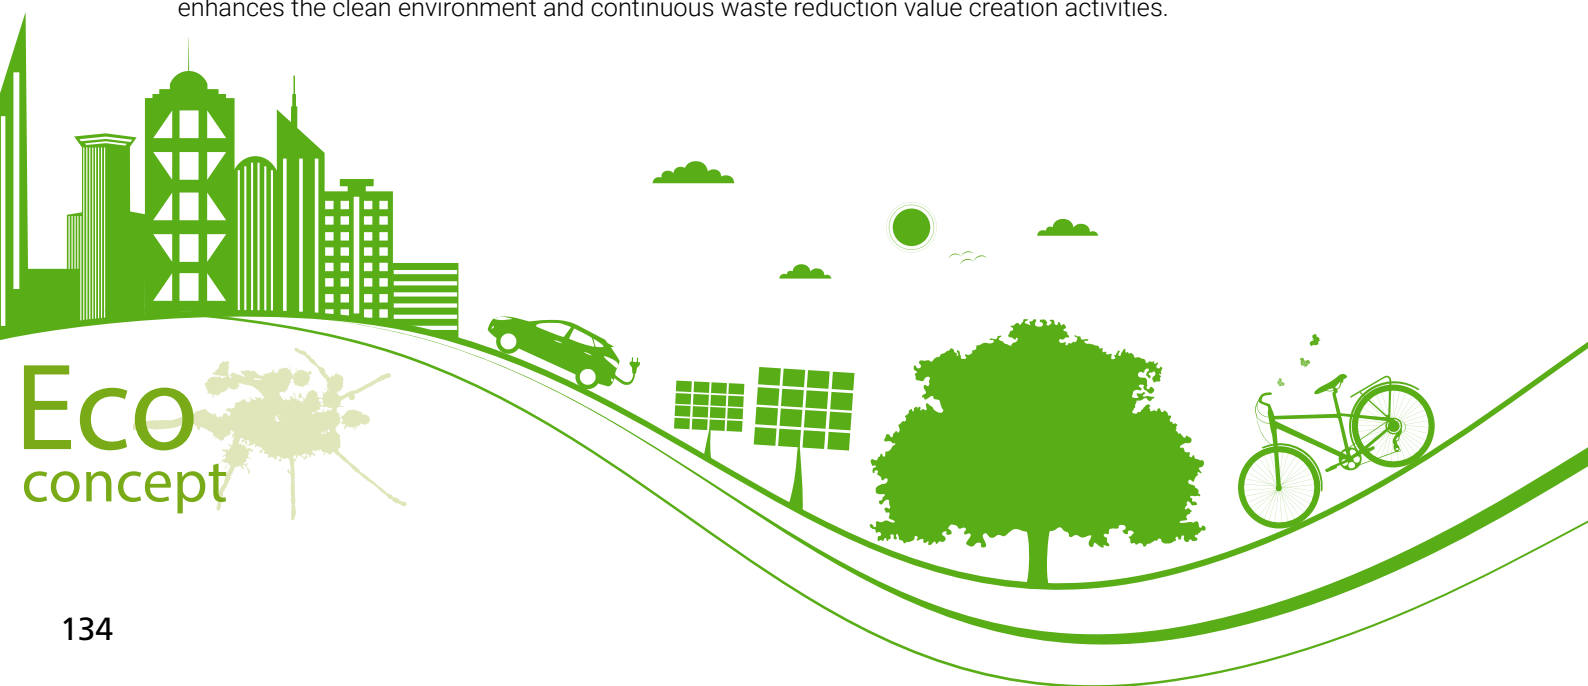 enhances the clean environment and continuous waste reduction value creation activities.
Eco
concept
134